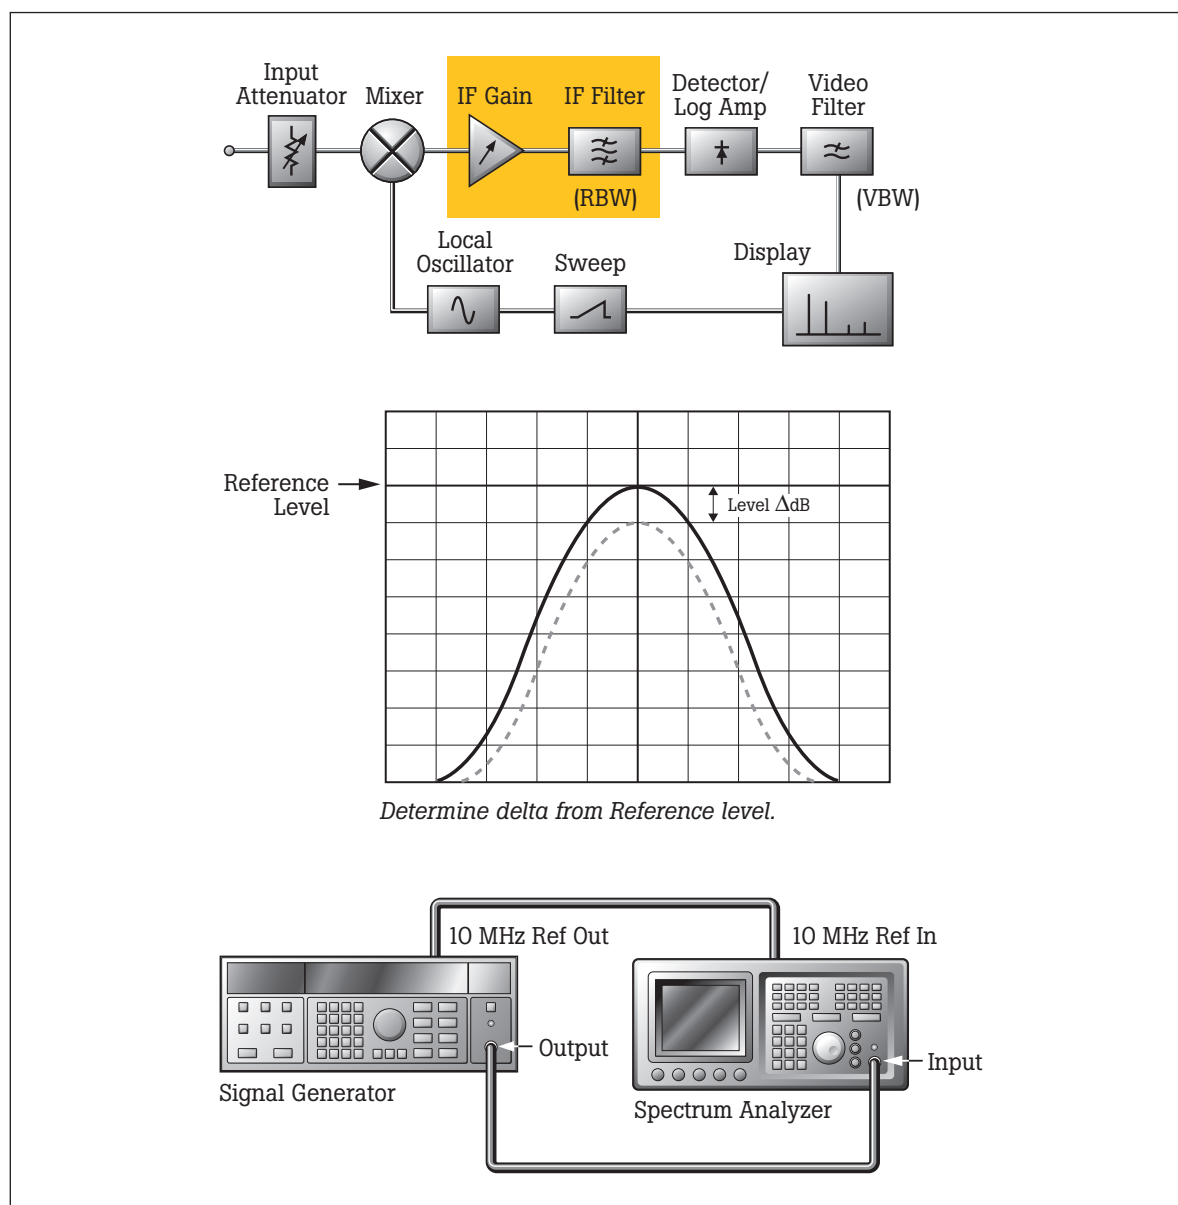 Input
Attenuator
Mixer
IF Gain
IF Filter
Detector/
Log Amp
Video
Filter
(RBW)
(VBW)
Local
Oscillator
Sweep
Display
Reference
Level
Level ΔdB
Determine delta from Reference level.
10 MHz Ref Out
10 MHz Ref In
Output
Input
Signal Generator
Spectrum Analyzer